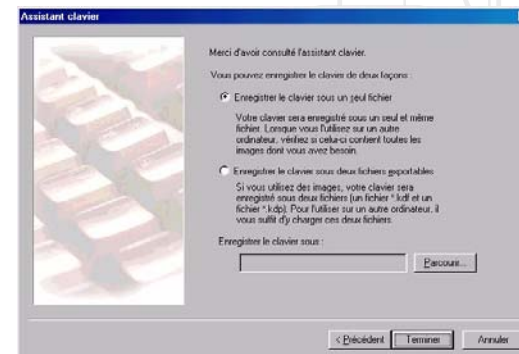 Assistant clavier
Merci d'avoir consulté l'assistant clavier.
Vous pouvez enregistrer le clavier de deux façons :
Enregistrer le clavier sous un seul fichier
Votre clavier sera enregistré sous un seul et même
fichier. Lorsque vous l'utilisez sur un autre
ordinateur, vérifiez si celui-ci contient toutes les
images dont vous avez besoin.
Enregistrer le clavier sous deux fichiers exportables
Si vous utilisez des images, votre clavier sera
enregistré sous deux fichiers (un fichier *.kdf et un
fichier *.kdp). Pour l'utiliser sur un autre ordinateur, il
vous suffit d'y charger ces deux fichiers.
Enregistrer le clavier sous :
Parcourir...
< Précédent Terminer Annuler